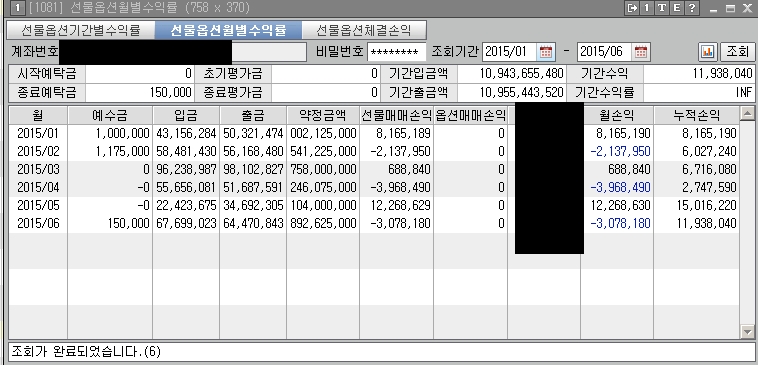 1 [1081] 선물옵션월별수익률 (758 x 370) 1 T E ?
선물옵션기간별수익률 선물옵션월별수익률 선물옵션체결손익
계좌번호 비밀번호 ******** 조회기간 2015/01 - 2015/06 조회
시작예탁금 0 초기평가금 0 기간입금액 10,943,655,480 기간수익 11,938,040
종료예탁금 150,000 종료평가금 0 기간출금액 10,955,443,520 기간수익률 INF
월 예수금 입금 출금 약정금액 선물매매손익 옵션매매손익 월손익 누적손익
2015/01 1,000,000 43,156,284 50,321,474 002,125,000 8,165,189 0 8,165,190 8,165,190
2015/02 1,175,000 58,481,430 56,168,480 541,225,000 -2,137,950 0 -2,137,950 6,027,240
2015/03 0 96,238,987 98,102,827 758,000,000 688,840 0 688,840 6,716,080
2015/04 -0 55,656,081 51,687,591 246,075,000 -3,968,490 0 -3,968,490 2,747,590
2015/05 -0 22,423,675 34,692,305 104,000,000 12,268,629 0 12,268,630 15,016,220
2015/06 150,000 67,699,023 64,470,843 892,625,000 -3,078,180 0 -3,078,180 11,938,040
조회가 완료되었습니다.(6)